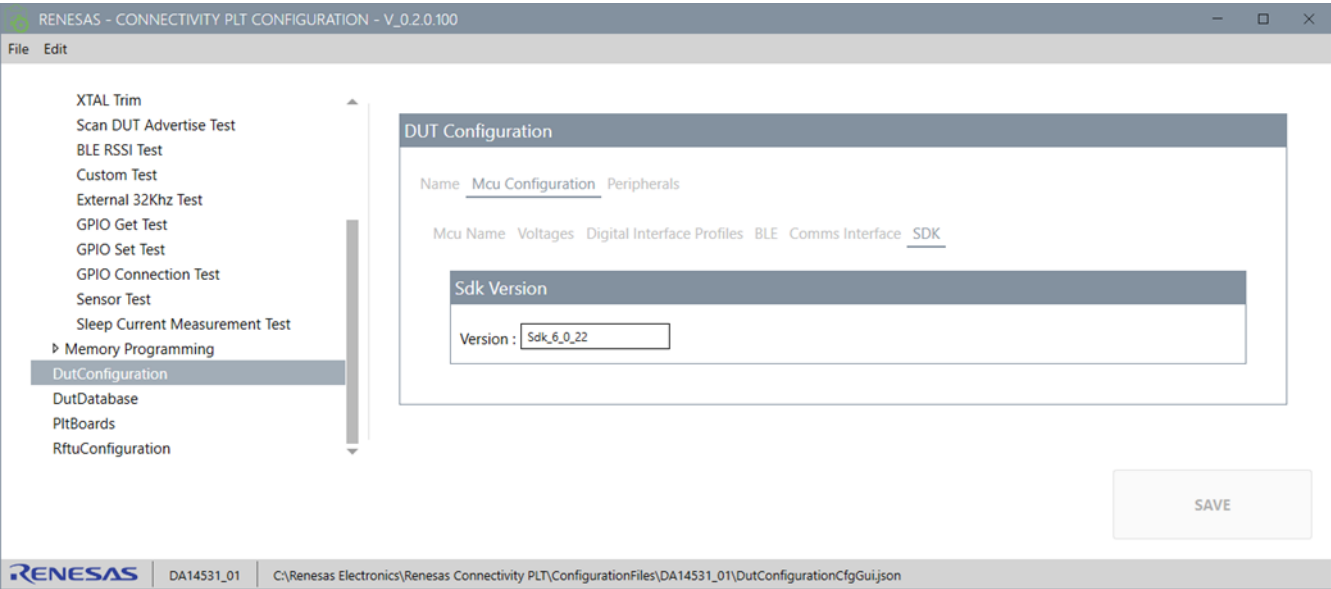 RENESAS - CONNECTIVITY PLT CONFIGURATION - V_0.2.0.100
File Edit
XTAL Trim
Scan DUT Advertise Test
BLE RSSI Test
Custom Test
External 32Khz Test
GPIO Get Test
GPIO Set Test
GPIO Connection Test
Sensor Test
Sleep Current Measurement Test
Memory Programming
DutConfiguration
DutDatabase
PltBoards
RftuConfiguration
DUT Configuration
Name Mcu Configuration Peripherals
Mcu Name Voltages Digital Interface Profiles BLE Comms Interface SDK
Sdk Version
Version : Sdk_6_0_22
SAVE
RENESAS DA14531_01 C:\Renesas Electronics\Renesas Connectivity PLT\ConfigurationFiles\DA14531_01\DutConfigurationCfgGui.json